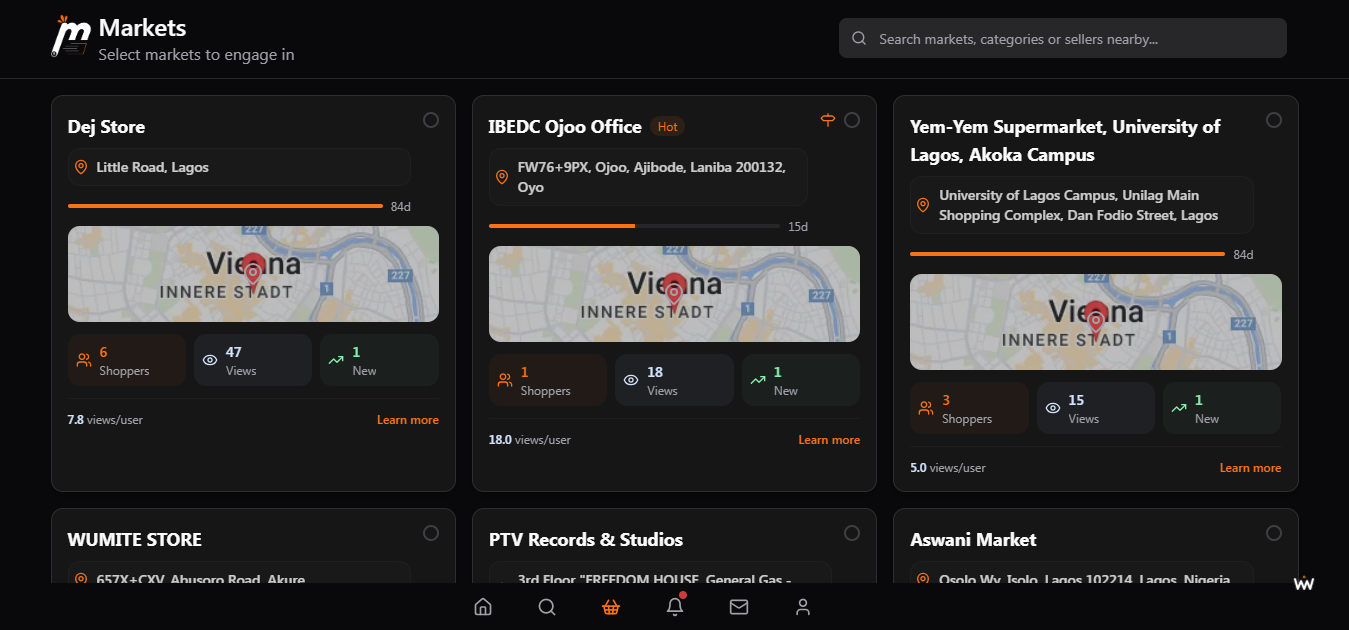 Markets
Select markets to engage in
Search markets, categories or sellers nearby...
Dej Store
Little Road, Lagos
84d
227
Vienna
INNERE STADT
1
227
6
Shoppers
47
Views
1
New
7.8 views/user
Learn more
IBEDC Ojoo Office
Hot
FW76+9PX, Ojoo, Ajibode, Laniba 200132,
Oyo
15d
227
Vienna
INNERE STADT
1
227
1
Shoppers
18
Views
1
New
18.0 views/user
Learn more
Yem-Yem Supermarket, University of
Lagos, Akoka Campus
University of Lagos Campus, Unilag Main
Shopping Complex, Dan Fodio Street, Lagos
84d
227
Vienna
INNERE STADT
1
227
3
Shoppers
15
Views
1
New
5.0 views/user
Learn more
WUMITE STORE
657X+CXV, Abusoro Road, Akure
PTV Records & Studios
3rd Floor "FREEDOM HOUSE, General Gas -
Aswani Market
Osolo Wy, Isolo, Lagos 102214, Lagos, Nigeria